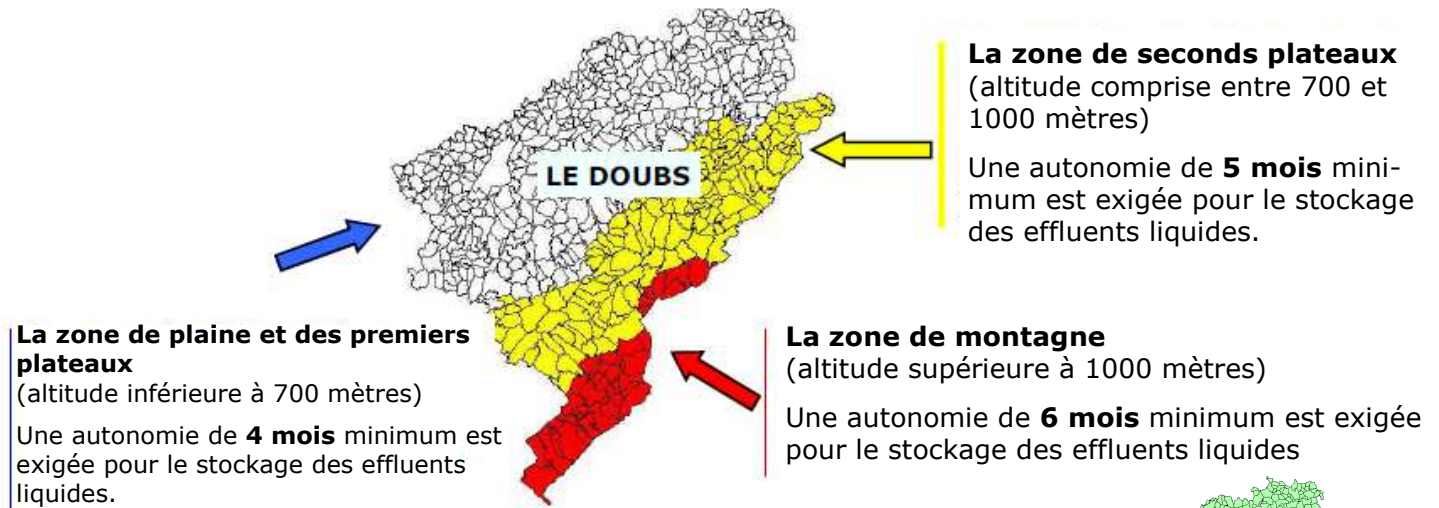 La zone de seconds plateaux
(altitude comprise entre 700 et
1000 mètres)
Une autonomie de 5 mois mini-
mum est exigée pour le stockage
des effluents liquides.
LE DOUBS
La zone de plaine et des premiers
plateaux
(altitude inférieure à 700 mètres)
Une autonomie de 4 mois minimum est
exigée pour le stockage des effluents
liquides.
La zone de montagne
(altitude supérieure à 1000 mètres)
Une autonomie de 6 mois minimum est exigée
pour le stockage des effluents liquides